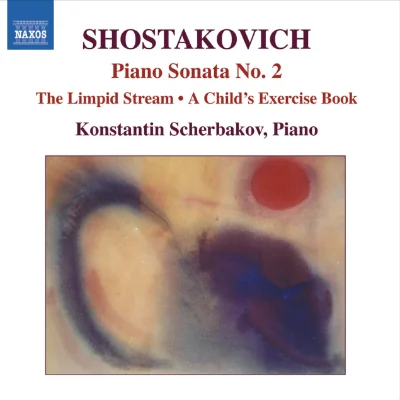 NAXOS
SHOSTAKOVICH
Piano Sonata No. 2
The Limpid Stream • A Child's Exercise Book
Konstantin Scherbakov, Piano